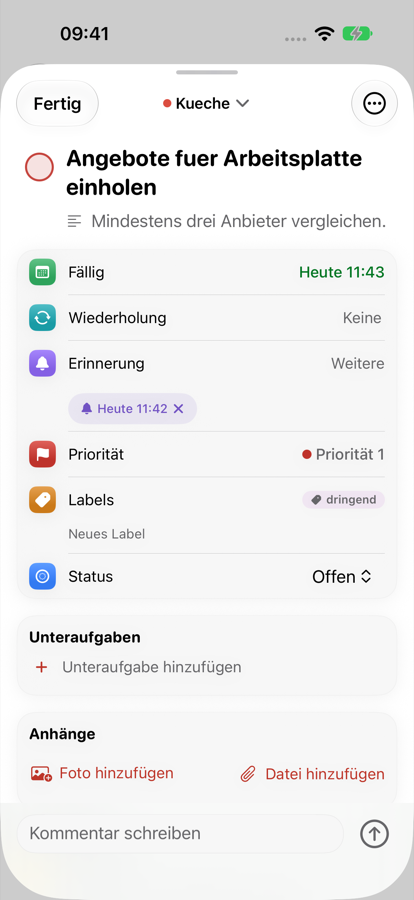 09:41
Fertig
Kueche
Angebote fuer Arbeitsplatte
einholen
Mindestens drei Anbieter vergleichen.
Fällig
Heute 11:43
Wiederholung
Keine
Erinnerung
Weitere
Heute 11:42
Priorität
Priorität 1
Labels
dringend
Neues Label
Status
Offen
Unteraufgaben
Unteraufgabe hinzufügen
Anhänge
Foto hinzufügen
Datei hinzufügen
Kommentar schreiben